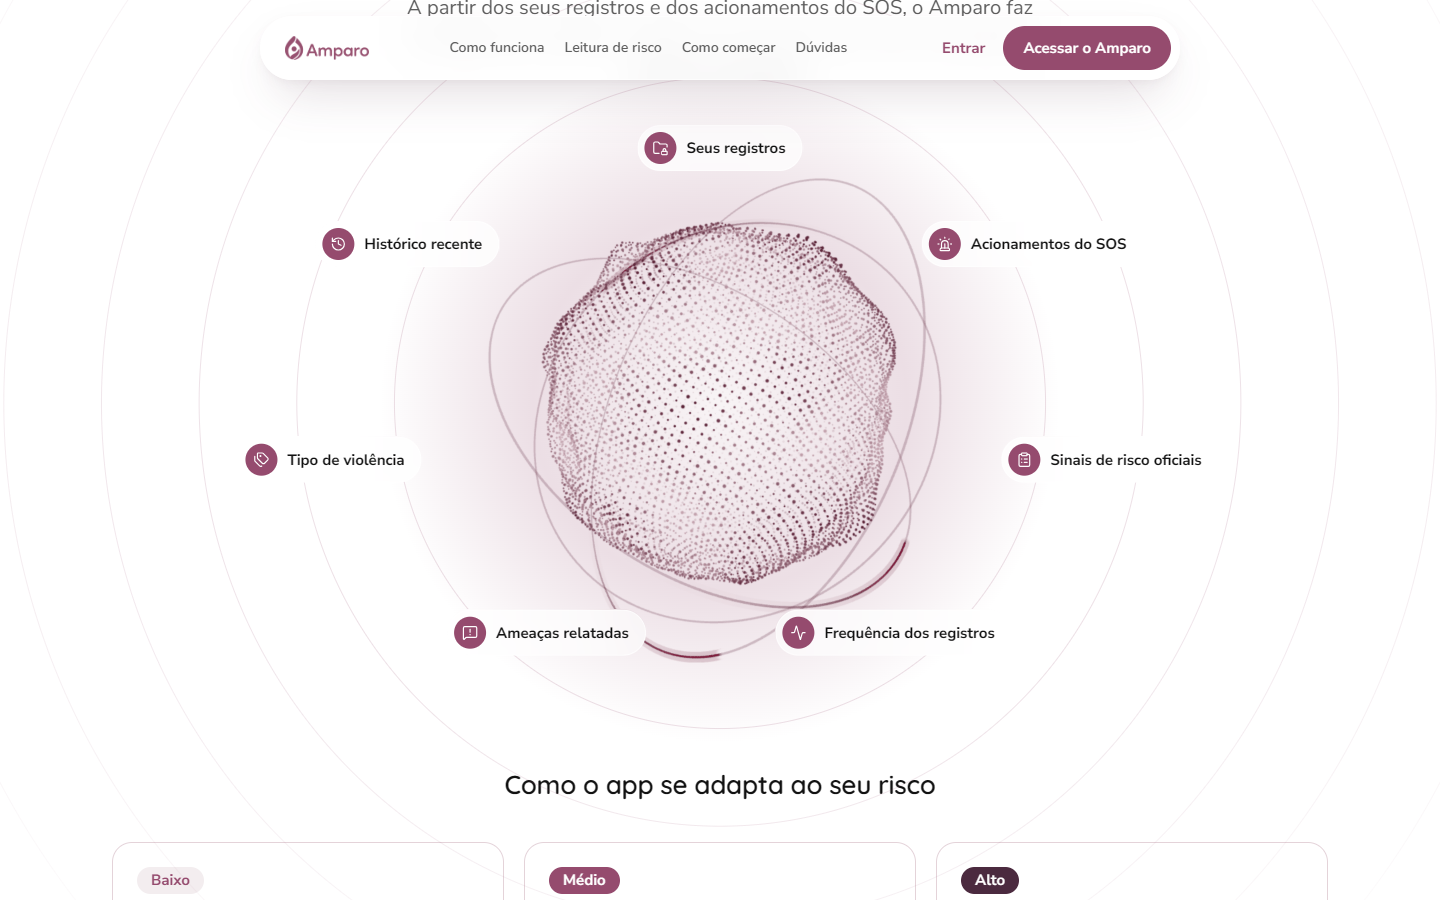 A partir dos seus registros e dos acionamentos do SOS, o Amparo faz
Amparo
Como funciona
Leitura de risco
Como começar
Dúvidas
Entrar
Acessar o Amparo
Seus registros
Histórico recente
Acionamentos do SOS
Tipo de violência
Sinais de risco oficiais
Ameaças relatadas
Frequência dos registros
Como o app se adapta ao seu risco
Baixo
Médio
Alto